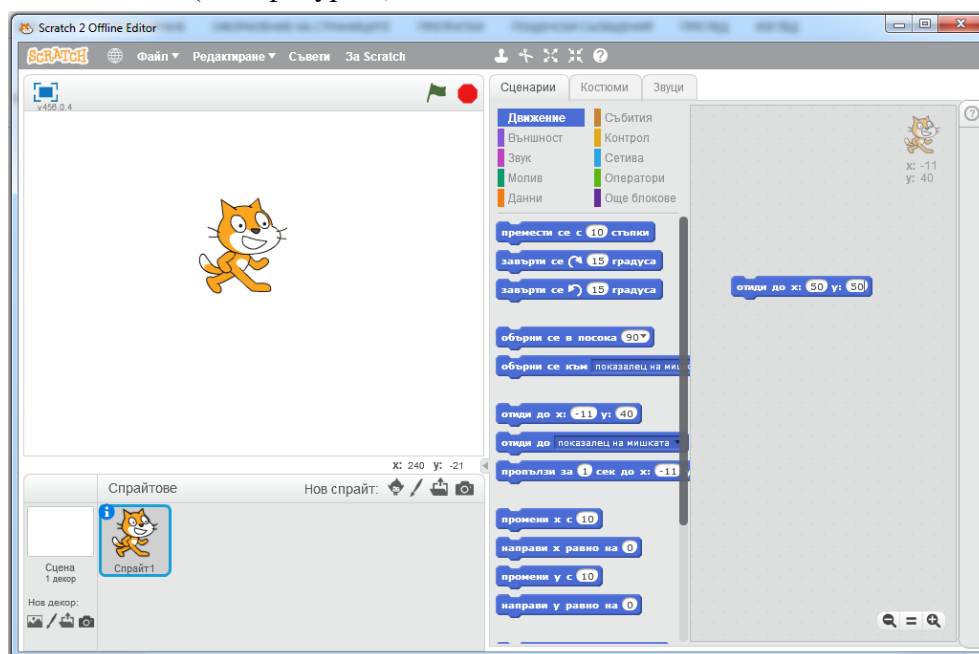 Scratch 2 Offline Editor
SCRATCH Файл Редактиране Съвети За Scratch
v456.0.4
Сценарии Костюми Звуци
Движение Събития
Външност Контрол
Звук Сетива
Молив Оператори
Данни Още блокове
x: -11
y: 40
премести се с 10 стъпки
завърти се 15 градуса
завърти се 15 градуса
обърни се в посока 90
обърни се към показалец на миш
отиди до x: -11 y: 40
отиди до показалец на мишката
пропълзи за 1 сек до x: -11
промени x с 10
направи x равно на 0
промени y с 10
направи y равно на 0
отиди до x: 50 y: 50
X: 240 y: -21
Спрайтове Нов спрайт:
Сцена
1 декор
Нов декор:
Спрайт1